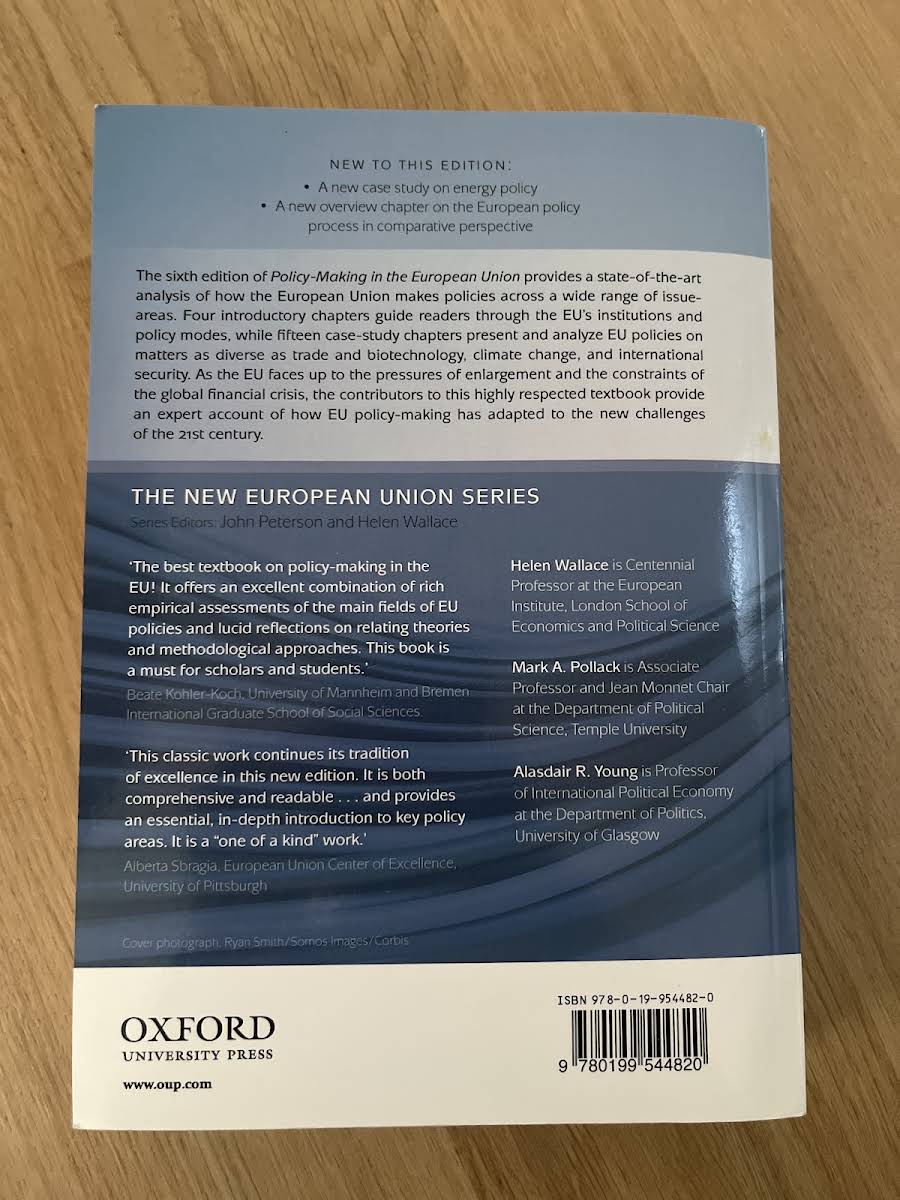 NEW TO THIS EDITION:
• A new case study on energy policy
• A new overview chapter on the European policy
process in comparative perspective
The sixth edition of Policy-Making in the European Union provides a state-of-the-art
analysis of how the European Union makes policies across a wide range of issue-
areas. Four introductory chapters guide readers through the EU's institutions and
policy modes, while fifteen case-study chapters present and analyze EU policies on
matters as diverse as trade and biotechnology, climate change, and international
security. As the EU faces up to the pressures of enlargement and the constraints of
the global financial crisis, the contributors to this highly respected textbook provide
an expert account of how EU policy-making has adapted to the new challenges
of the 21st century.
THE NEW EUROPEAN UNION SERIES
Series Editors: John Peterson and Helen Wallace
'The best textbook on policy-making in the
EU! It offers an excellent combination of rich
empirical assessments of the main fields of EU
policies and lucid reflections on relating theories
and methodological approaches. This book is
a must for scholars and students.'
Beate Kohler-Koch, University of Mannheim and Bremen
International Graduate School of Social Sciences.
'This classic work continues its tradition
of excellence in this new edition. It is both
comprehensive and readable . . . and provides
an essential, in-depth introduction to key policy
areas. It is a "one of a kind" work.'
Alberta Sbragia, European Union Center of Excellence,
University of Pittsburgh
Helen Wallace is Centennial
Professor at the European
Institute, London School of
Economics and Political Science
Mark A. Pollack is Associate
Professor and Jean Monnet Chair
at the Department of Political
Science, Temple University
Alasdair R. Young is Professor
of International Political Economy
at the Department of Politics,
University of Glasgow
Cover photograph. Ryan Smith/Somos Images/Corbis
OXFORD
UNIVERSITY PRESS
www.oup.com
ISBN 978-0-19-954482-0
9 780199 544820